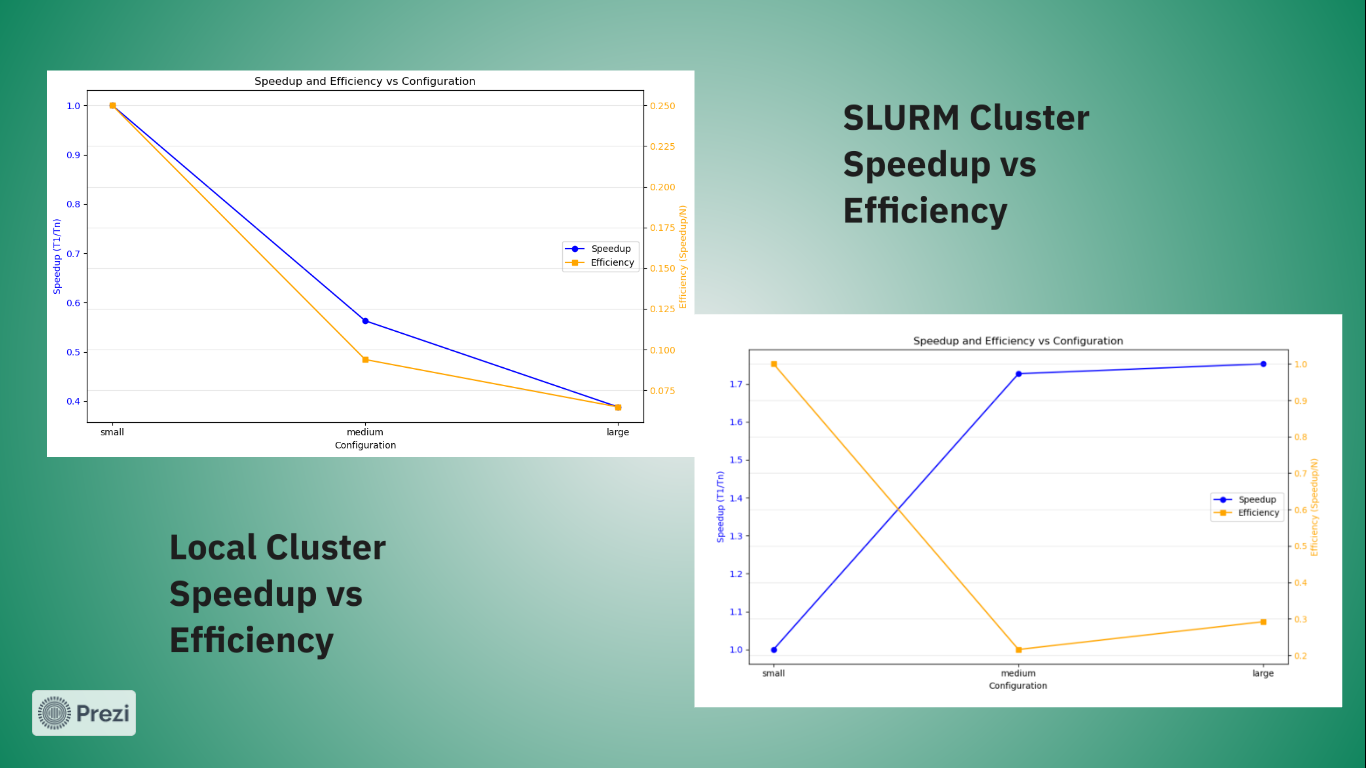 Speedup and Efficiency vs Configuration
1.0
0.9
0.8
0.7
0.6
0.5
0.4
Speedup (T1/Tn)
0.250
0.225
0.200
0.175
0.150
0.125
0.100
0.075
Efficiency (Speedup/N)
Speedup
Efficiency
small medium large
Configuration
SLURM Cluster
Speedup vs
Efficiency
Local Cluster
Speedup vs
Efficiency
Speedup and Efficiency vs Configuration
1.7
1.6
1.5
1.4
1.3
1.2
1.1
1.0
Speedup (T1/Tn)
1.0
0.9
0.8
0.7
0.6
0.5
0.4
0.3
0.2
Efficiency (Speedup/N)
Speedup
Efficiency
small medium large
Configuration
Prezi